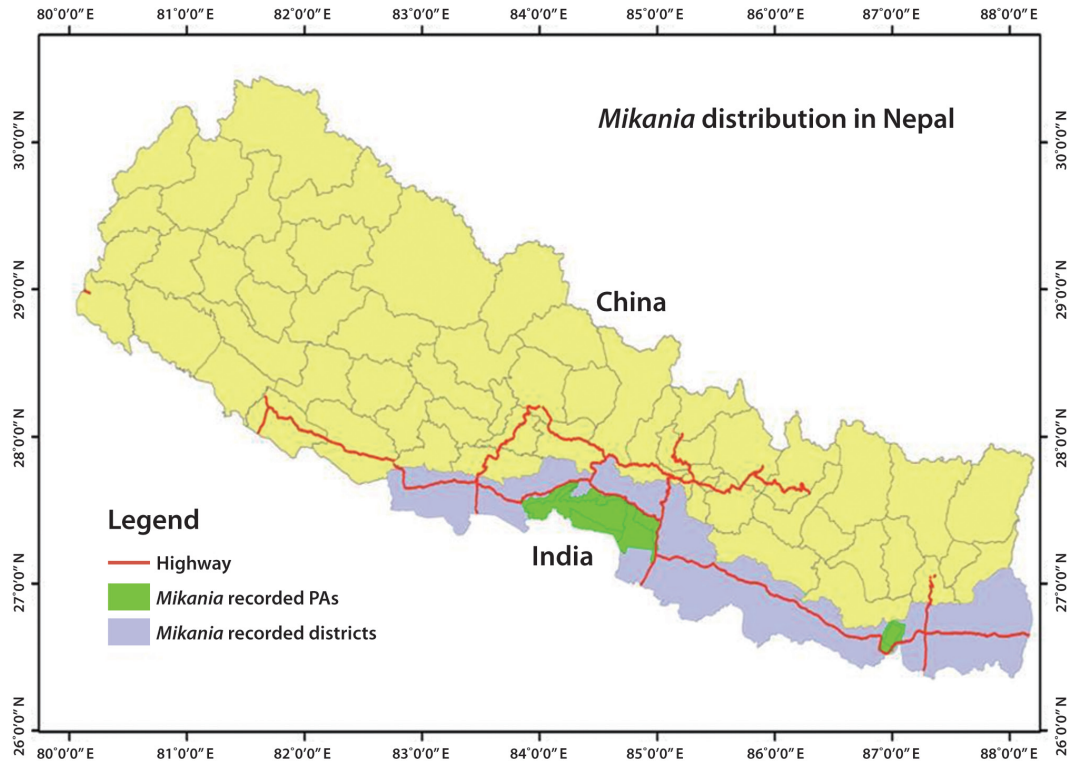 80°0'0" E 81°0'0" E 82°0'0" E 83°0'0" E 84°0'0" E 85°0'0" E 86°0'0" E 87°0'0" E 88°0'0" E
Mikania distribution in Nepal
30°0'0" N
30°0'0" N
29°0'0" N
29°0'0" N
China
28°0'0" N
28°0'0" N
Legend
India
Highway
27°0'0" N
27°0'0" N
Mikania recorded PAs
Mikania recorded districts
26°0'0" N
26°0'0" N
80°0'0" E 81°0'0" E 82°0'0" E 83°0'0" E 84°0'0" E 85°0'0" E 86°0'0" E 87°0'0" E 88°0'0" E